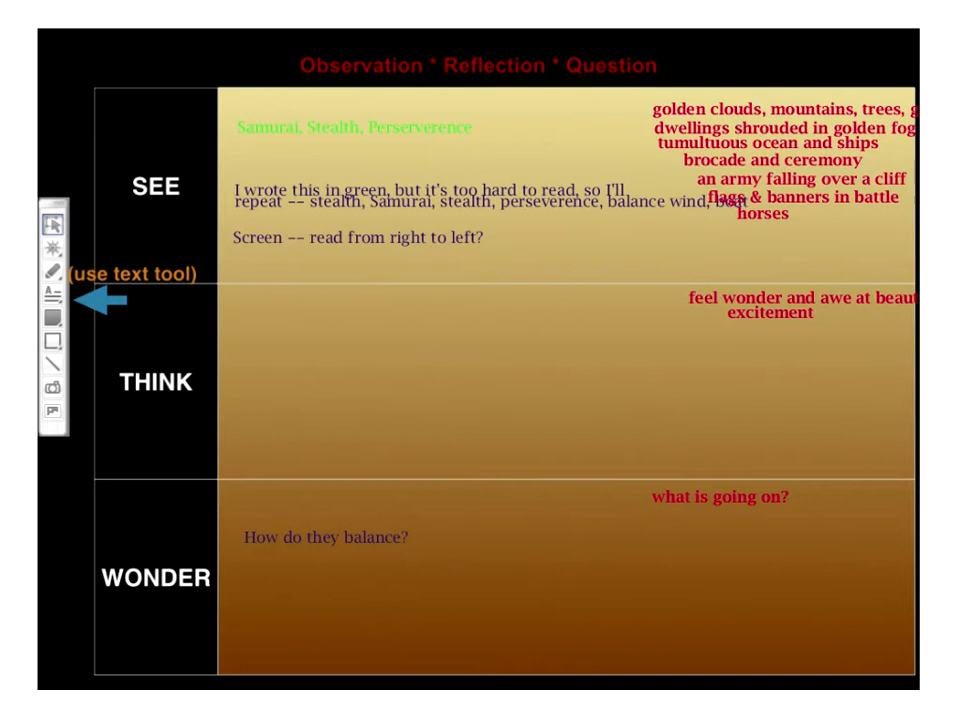 Observation * Reflection * Question
SEE
Samurai, Stealth, Perserverence
I wrote this in green, but it's too hard to read, so I'll
repeat -- stealth, Samurai, stealth, perseverence, balance wind, boat
Screen -- read from right to left?
golden clouds, mountains, trees, g
dwellings shrouded in golden fog
tumultuous ocean and ships
brocade and ceremony
an army falling over a cliff
flags & banners in battle
horses
(use text tool)
THINK
feel wonder and awe at beaut
excitement
WONDER
How do they balance?
what is going on?